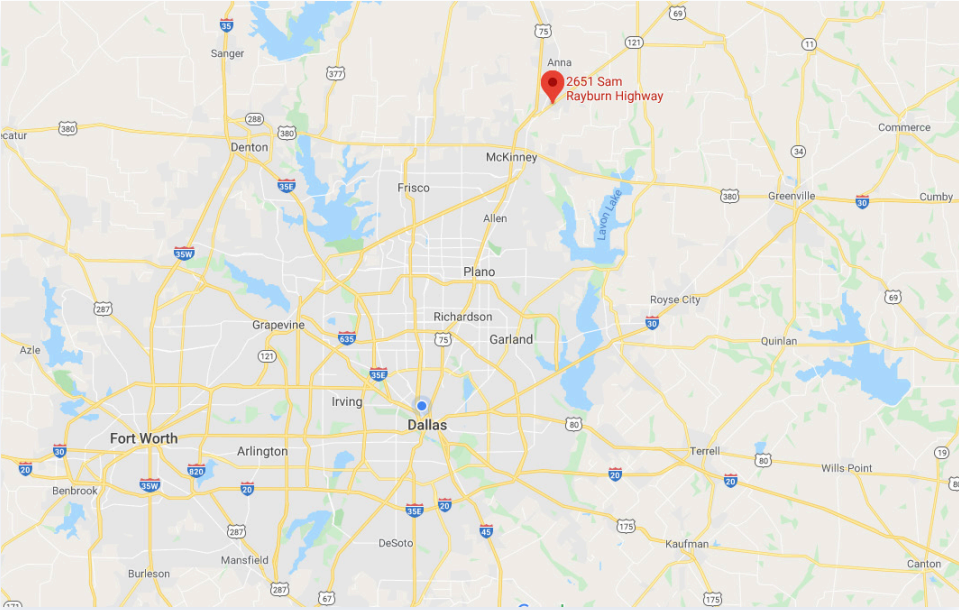 69
35
75
121
11
Sanger
Anna
377
2651 Sam
Rayburn Highway
288
380
380
ecatur
Commerce
Denton
34
McKinney
35E
Frisco
380
Greenville
30
Cumby
Allen
Lavon Lake
35W
Plano
287
Royse City
69
Richardson
30
Grapevine
635
75
Garland
Quinlan
Azle
121
35E
Irving
Dallas
80
Fort Worth
30
Arlington
Terrell
80
19
20
820
20
20
Wills Point
80
Benbrook
35W
20
35E
20
45
175
287
DeSoto
Kaufman
Mansfield
Canton
Burleson
287
67
175